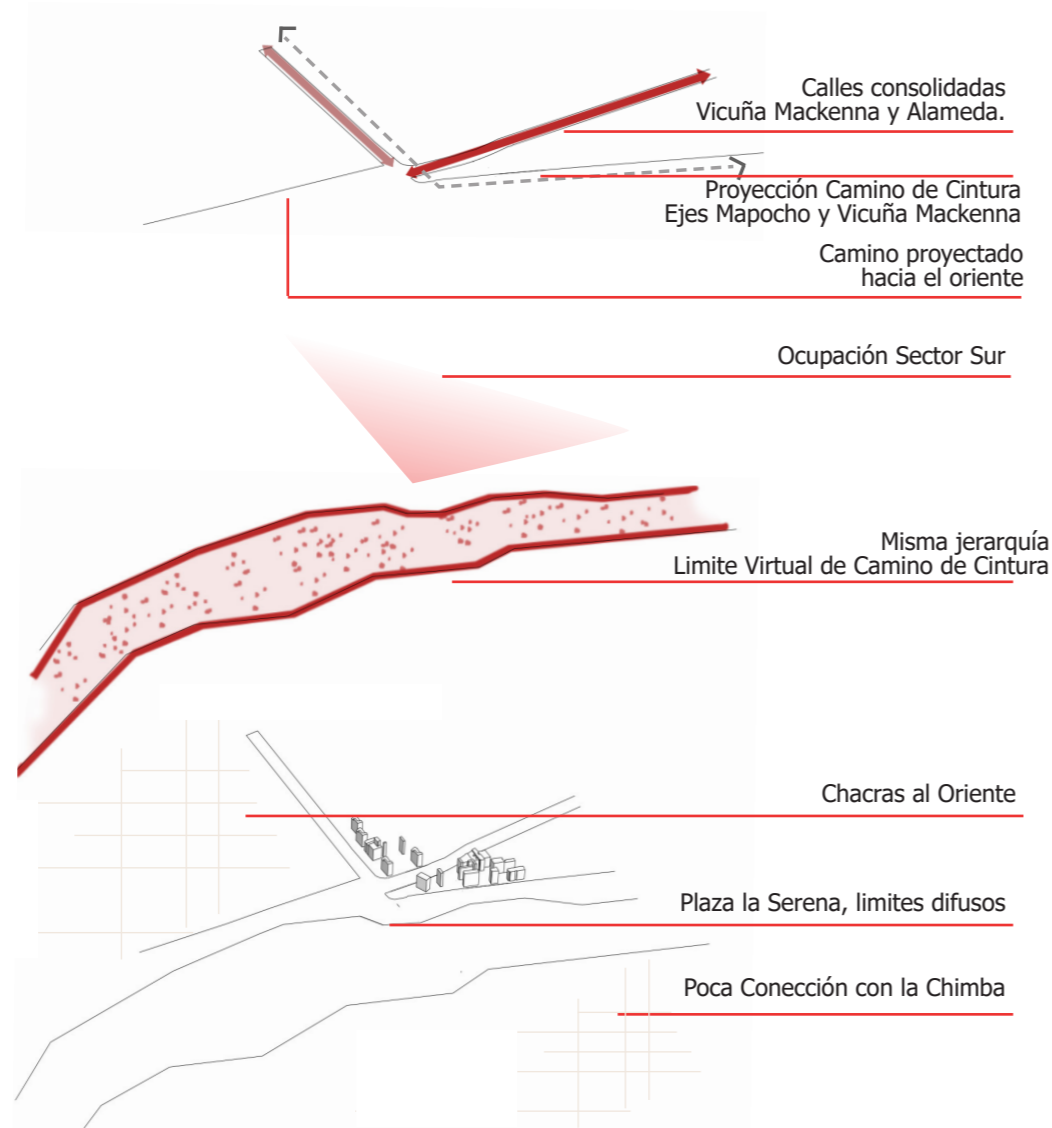 Calles consolidadas
Vicuña Mackenna y Alameda.
Proyección Camino de Cintura
Ejes Mapocho y Vicuña Mackenna
Camino proyectado
hacia el oriente
Ocupación Sector Sur
Misma jerarquía
Limite Virtual de Camino de Cintura
Chacras al Oriente
Plaza la Serena, limites difusos
Poca Conección con la Chimba